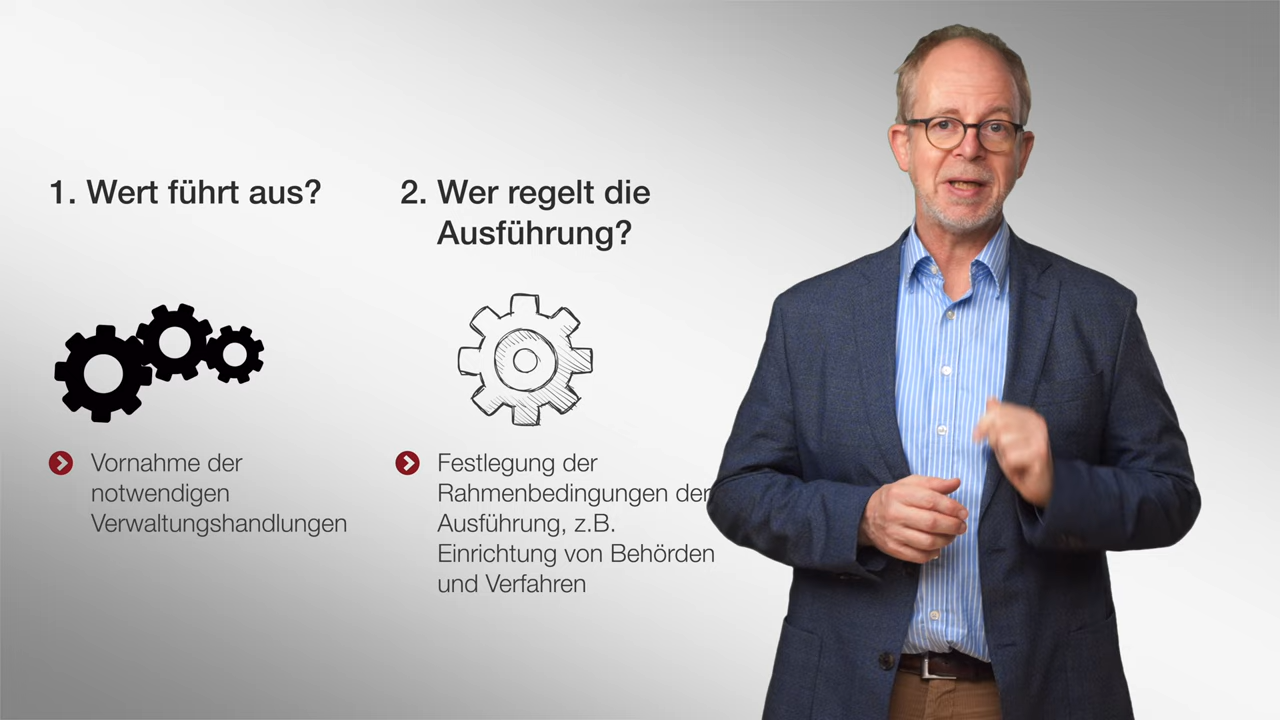 1. Wert führt aus?
2. Wer regelt die
Ausführung?
Vornahme der
notwendigen
Verwaltungshandlungen
Festlegung der
Rahmenbedingungen der
Ausführung, z.B.
Einrichtung von Behörden
und Verfahren